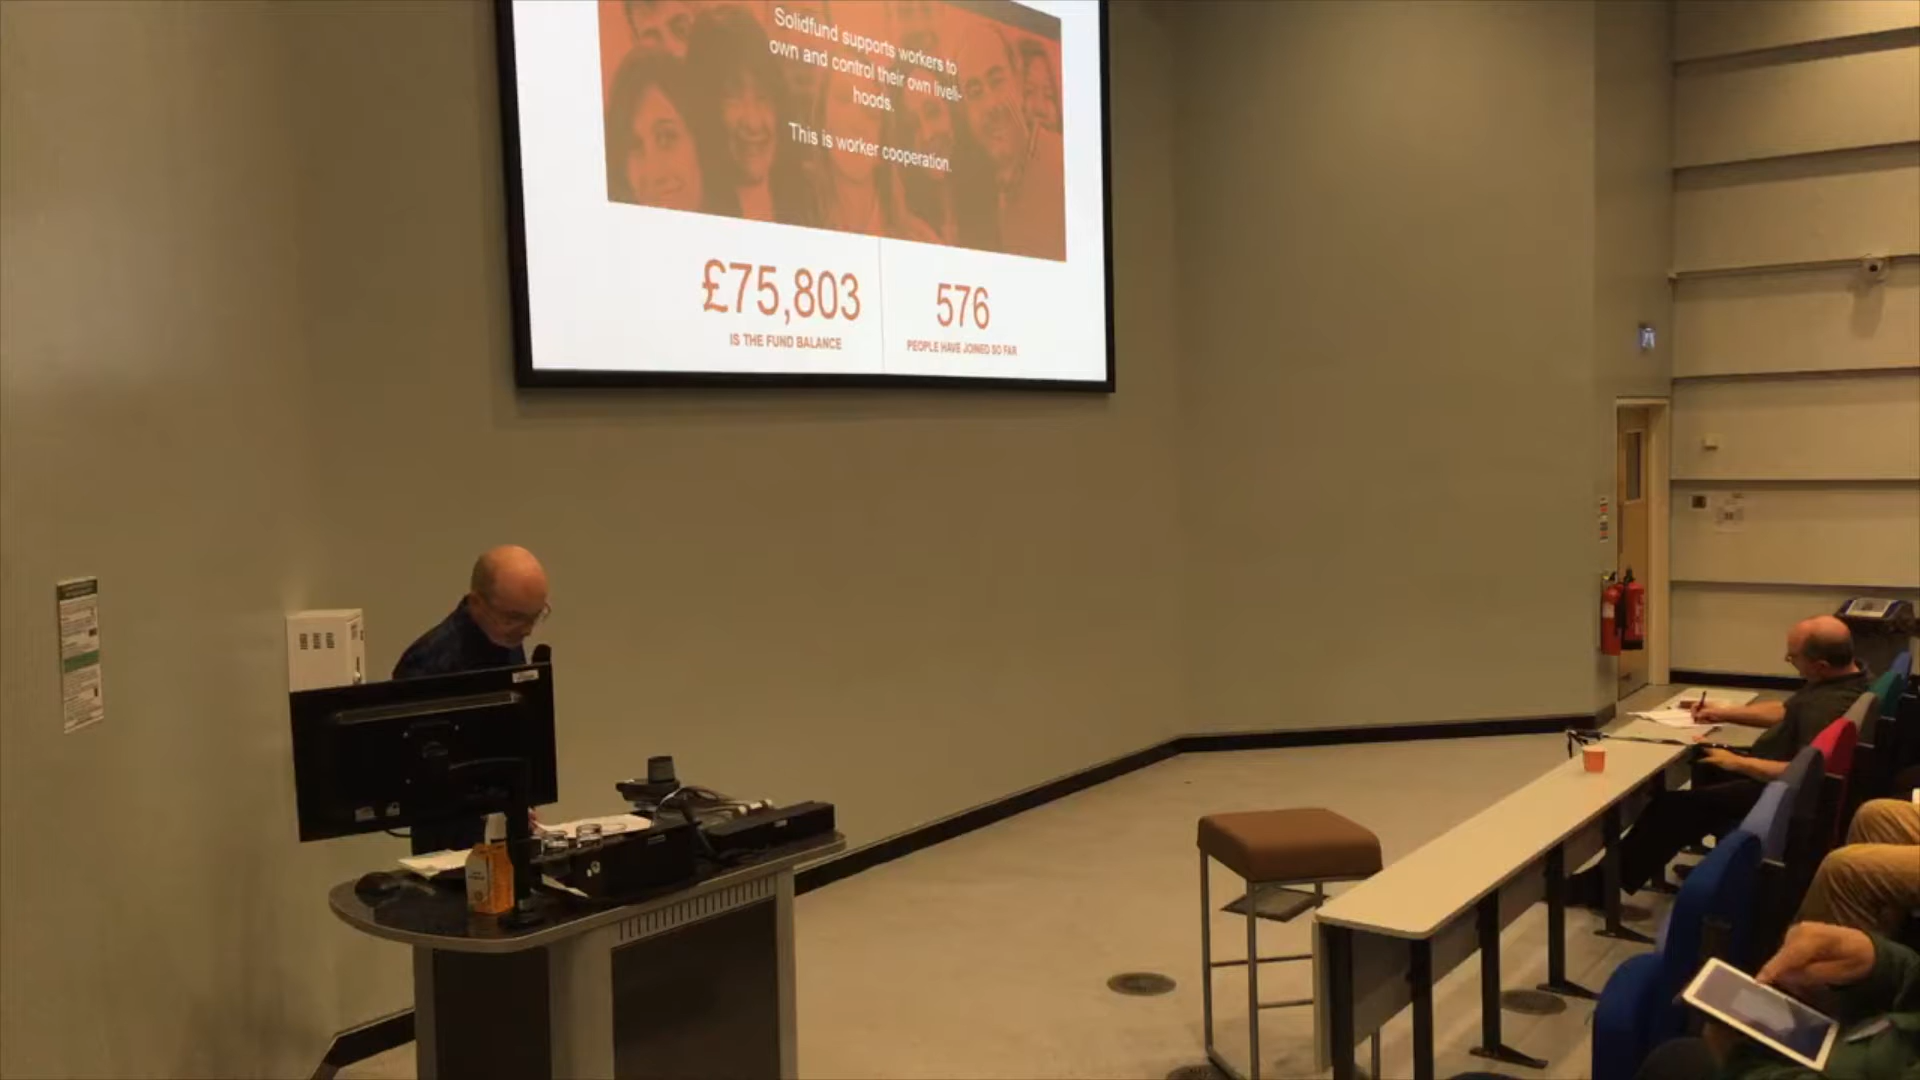 Solidfund supports workers to
own and control their own liveli-
hoods.
This is worker cooperation.
£75,803
IS THE FUND BALANCE
576
PEOPLE HAVE JOINED SO FAR